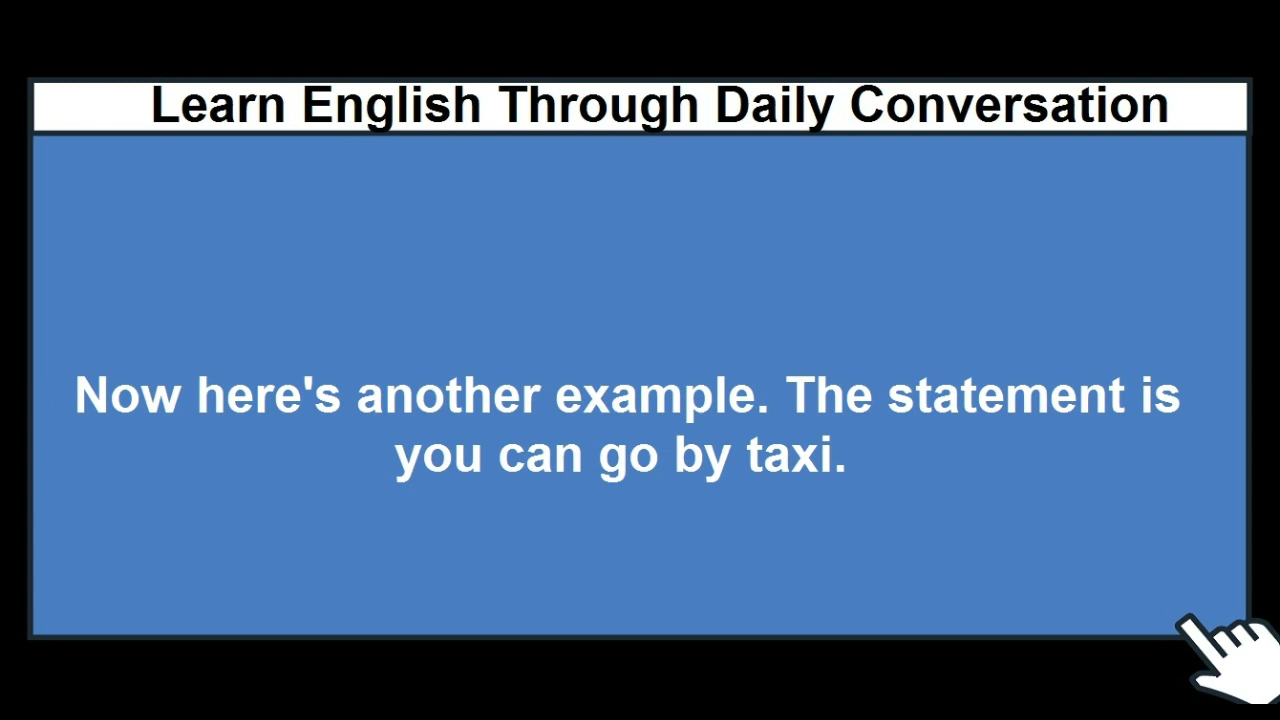 Learn English Through Daily Conversation
Now here's another example. The statement is
you can go by taxi.